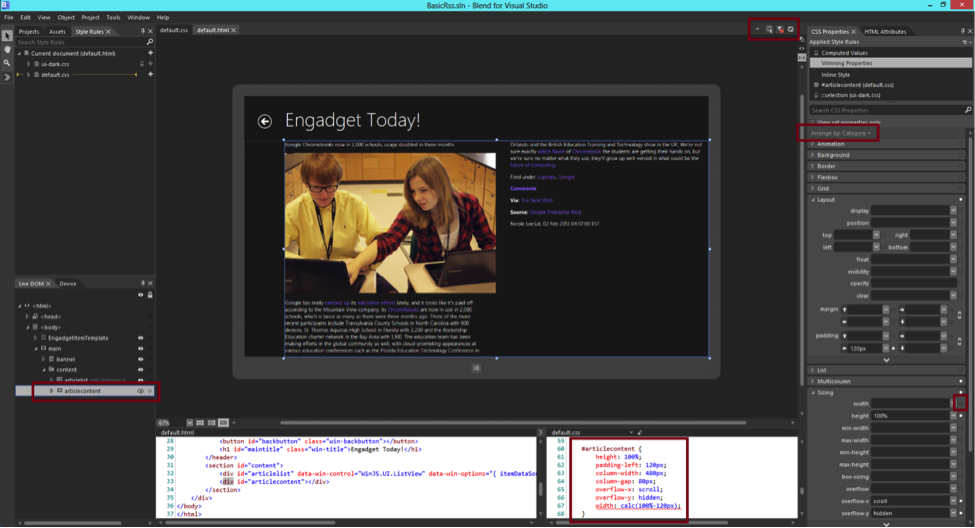 BasicRss.sln - Blend for Visual Studio
File Edit View Object Project Tools Window Help
Projects Assets Style Rules
Search Style Rules
Current document (default.html)
ui-dark.css
default.css
default.css default.html
Engadget Today!
Google Chromebooks now in 2,000 schools, usage doubled in three months
Google has really ramped up its education efforts lately, and it looks like it's paid off:
according to the Mountain View company, its Chromebooks are now in use in 2,000
schools, which is twice as many as there were three months ago. Three of the more
recent participants include Transylvania County Schools in North Carolina with 900
devices, St. Thomas Aquinas High School in Florida with 2,200 and the Rocketship
Education charter network in the Bay Area with 1,100. The education team has been
making efforts in the global community as well, with cloud-promoting appearances at
various education conferences such as the Florida Education Technology Conference in
Orlando and the British Education Training and Technology show in the UK. We're not
sure exactly which flavor of Chromebook the students are getting their hands on, but
we're sure no matter what they use, they'll grow up well-versed in what could be the
future of computing.
Filed under: Laptops, Google
Comments
Via: The Next Web
Source: Google Enterprise Blog
Nicole LeeSat, 02 Feb 2013 04:07:00 EST
Live DOM Device
<html>
<head>
<body>
EngadgetItemTemplate
main
banner
content
articlelist
articlecontent
67%
default.html
28 <button id="backbutton" class="win-backbutton"></button>
29 <h1 id="maintitle" class="win-title">Engadget Today!</h1>
30 </header>
31 <section id="content">
32 <div id="articlelist" data-win-control="WinJS.UI.ListView" data-win-options="{ itemDataSou
33 <div id="articlecontent"></div>
34 </section>
35 </div>
36 </body>
37 </html>
default.css
59
60 #articlecontent {
61 height: 100%;
62 padding-left: 120px;
63 column-width: 480px;
64 column-gap: 80px;
65 overflow-x: scroll;
66 overflow-y: hidden;
67 width: calc(100%-120px);
68 }
CSS Properties HTML Attributes
Applied Style Rules
Computed Values
Winning Properties
Inline Style
#articlecontent (default.css)
::selection (ui-dark.css)
Search CSS Properties
View set properties only
Arrange by: Category
Animation
Background
Border
Flexbox
Grid
Layout
display
position
top right
left bottom
float
visibility
opacity
clear
margin
padding
120px
List
Multicolumn
Sizing
width
height 100%
min-width
max-width
min-height
max-height
box-sizing
overflow
overflow-x scroll
overflow-y hidden